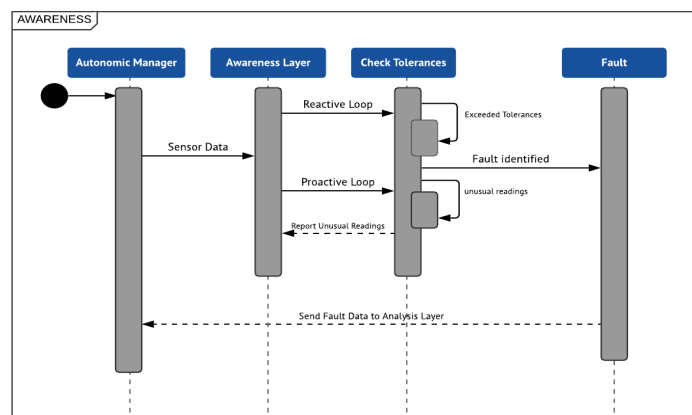 AWARENESS
Autonomic Manager
Awareness Layer
Check Tolerances
Fault
Reactive Loop
Exceeded Tolerances
Sensor Data
Fault identified
Proactive Loop
unusual readings
Report Unusual Readings
Send Fault Data to Analysis Layer